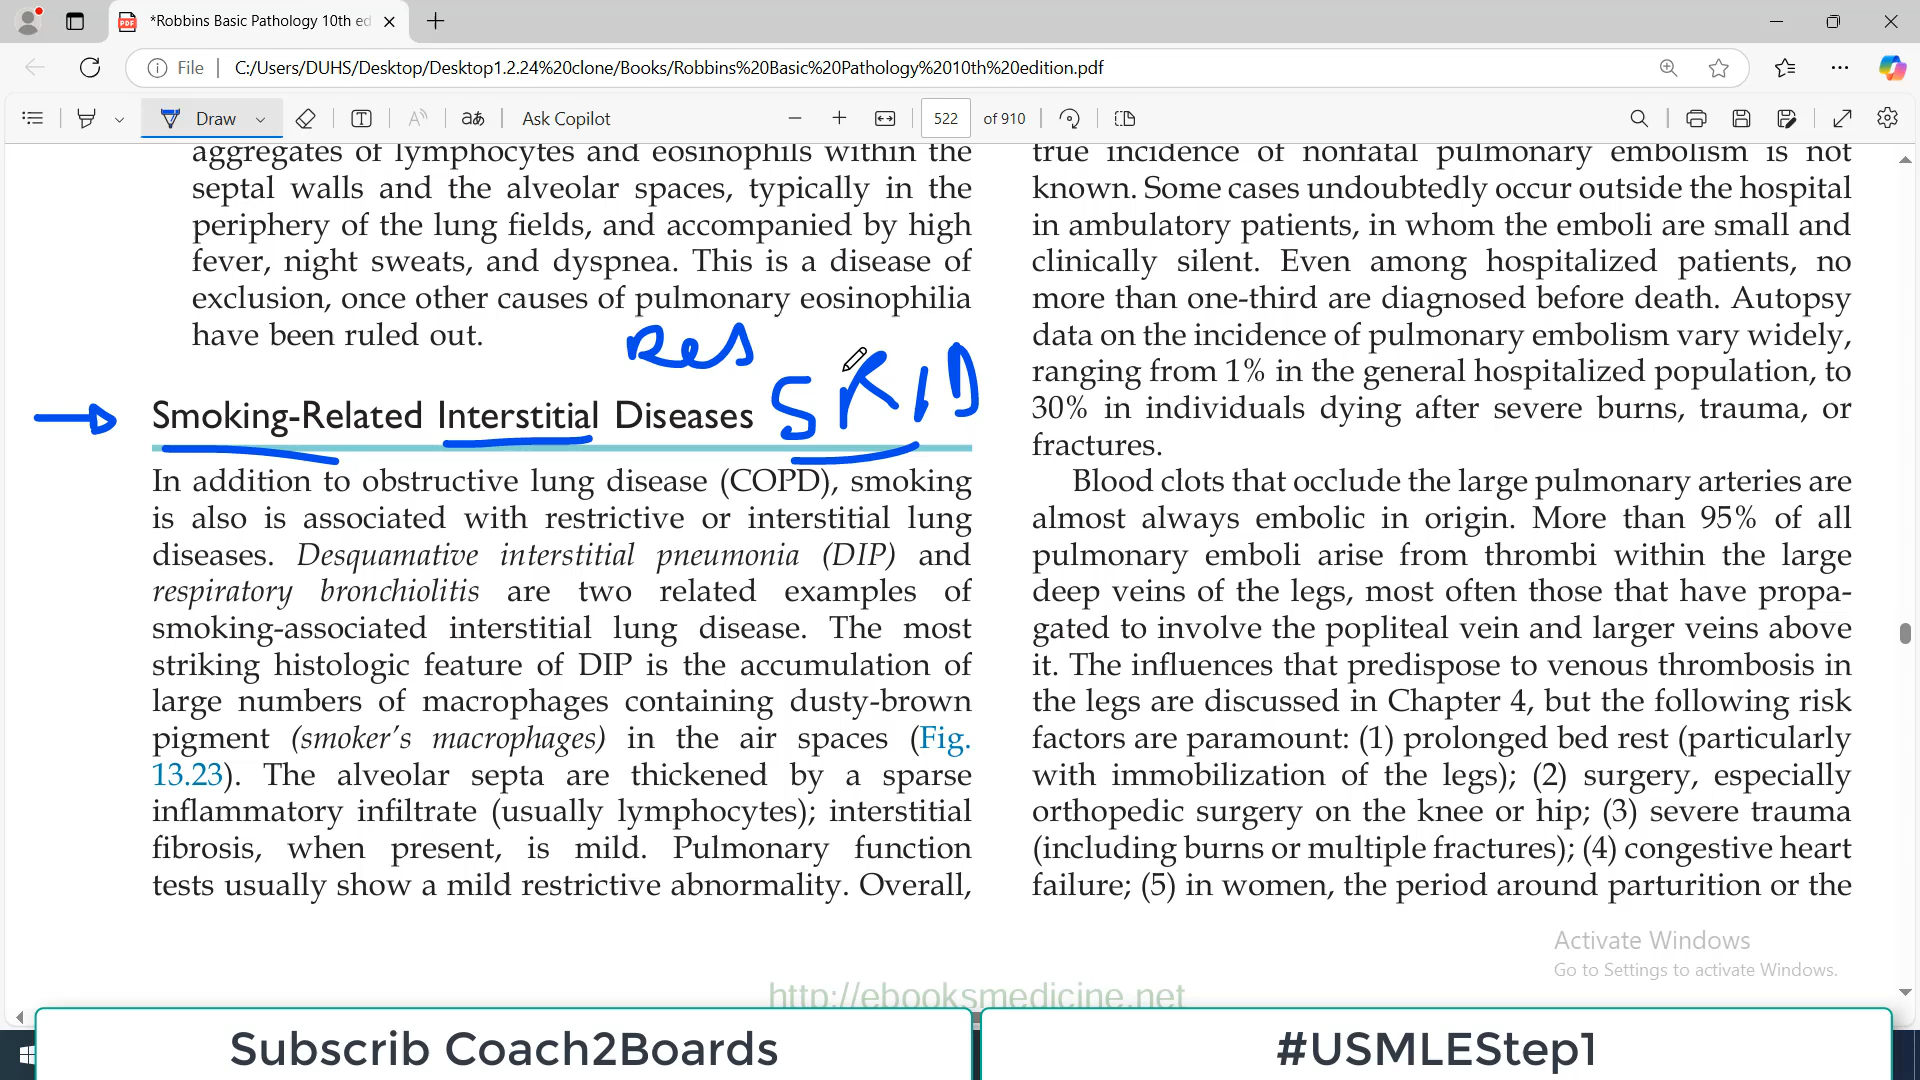 *Robbins Basic Pathology 10th ed
File
C:/Users/DUHS/Desktop/Desktop1.2.24%20clone/Books/Robbins%20Basic%20Pathology%2010th%20edition.pdf
Draw
aあ
Ask Copilot
522 of 910
aggregates of lymphocytes and eosinophils within the
septal walls and the alveolar spaces, typically in the
periphery of the lung fields, and accompanied by high
fever, night sweats, and dyspnea. This is a disease of
exclusion, once other causes of pulmonary eosinophilia
have been ruled out.
Res
SRID
Smoking-Related Interstitial Diseases
In addition to obstructive lung disease (COPD), smoking
is also is associated with restrictive or interstitial lung
diseases. Desquamative interstitial pneumonia (DIP) and
respiratory bronchiolitis are two related examples of
smoking-associated interstitial lung disease. The most
striking histologic feature of DIP is the accumulation of
large numbers of macrophages containing dusty-brown
pigment (smoker's macrophages) in the air spaces (Fig.
13.23). The alveolar septa are thickened by a sparse
inflammatory infiltrate (usually lymphocytes); interstitial
fibrosis, when present, is mild. Pulmonary function
tests usually show a mild restrictive abnormality. Overall,
true incidence of nonfatal pulmonary embolism is not
known. Some cases undoubtedly occur outside the hospital
in ambulatory patients, in whom the emboli are small and
clinically silent. Even among hospitalized patients, no
more than one-third are diagnosed before death. Autopsy
data on the incidence of pulmonary embolism vary widely,
ranging from 1% in the general hospitalized population, to
30% in individuals dying after severe burns, trauma, or
fractures.
Blood clots that occlude the large pulmonary arteries are
almost always embolic in origin. More than 95% of all
pulmonary emboli arise from thrombi within the large
deep veins of the legs, most often those that have propa-
gated to involve the popliteal vein and larger veins above
it. The influences that predispose to venous thrombosis in
the legs are discussed in Chapter 4, but the following risk
factors are paramount: (1) prolonged bed rest (particularly
with immobilization of the legs); (2) surgery, especially
orthopedic surgery on the knee or hip; (3) severe trauma
(including burns or multiple fractures); (4) congestive heart
failure; (5) in women, the period around parturition or the
Activate Windows
Go to Settings to activate Windows.
http://ebooksmedicine.net
Subscrib Coach2Boards
#USMLEStep1